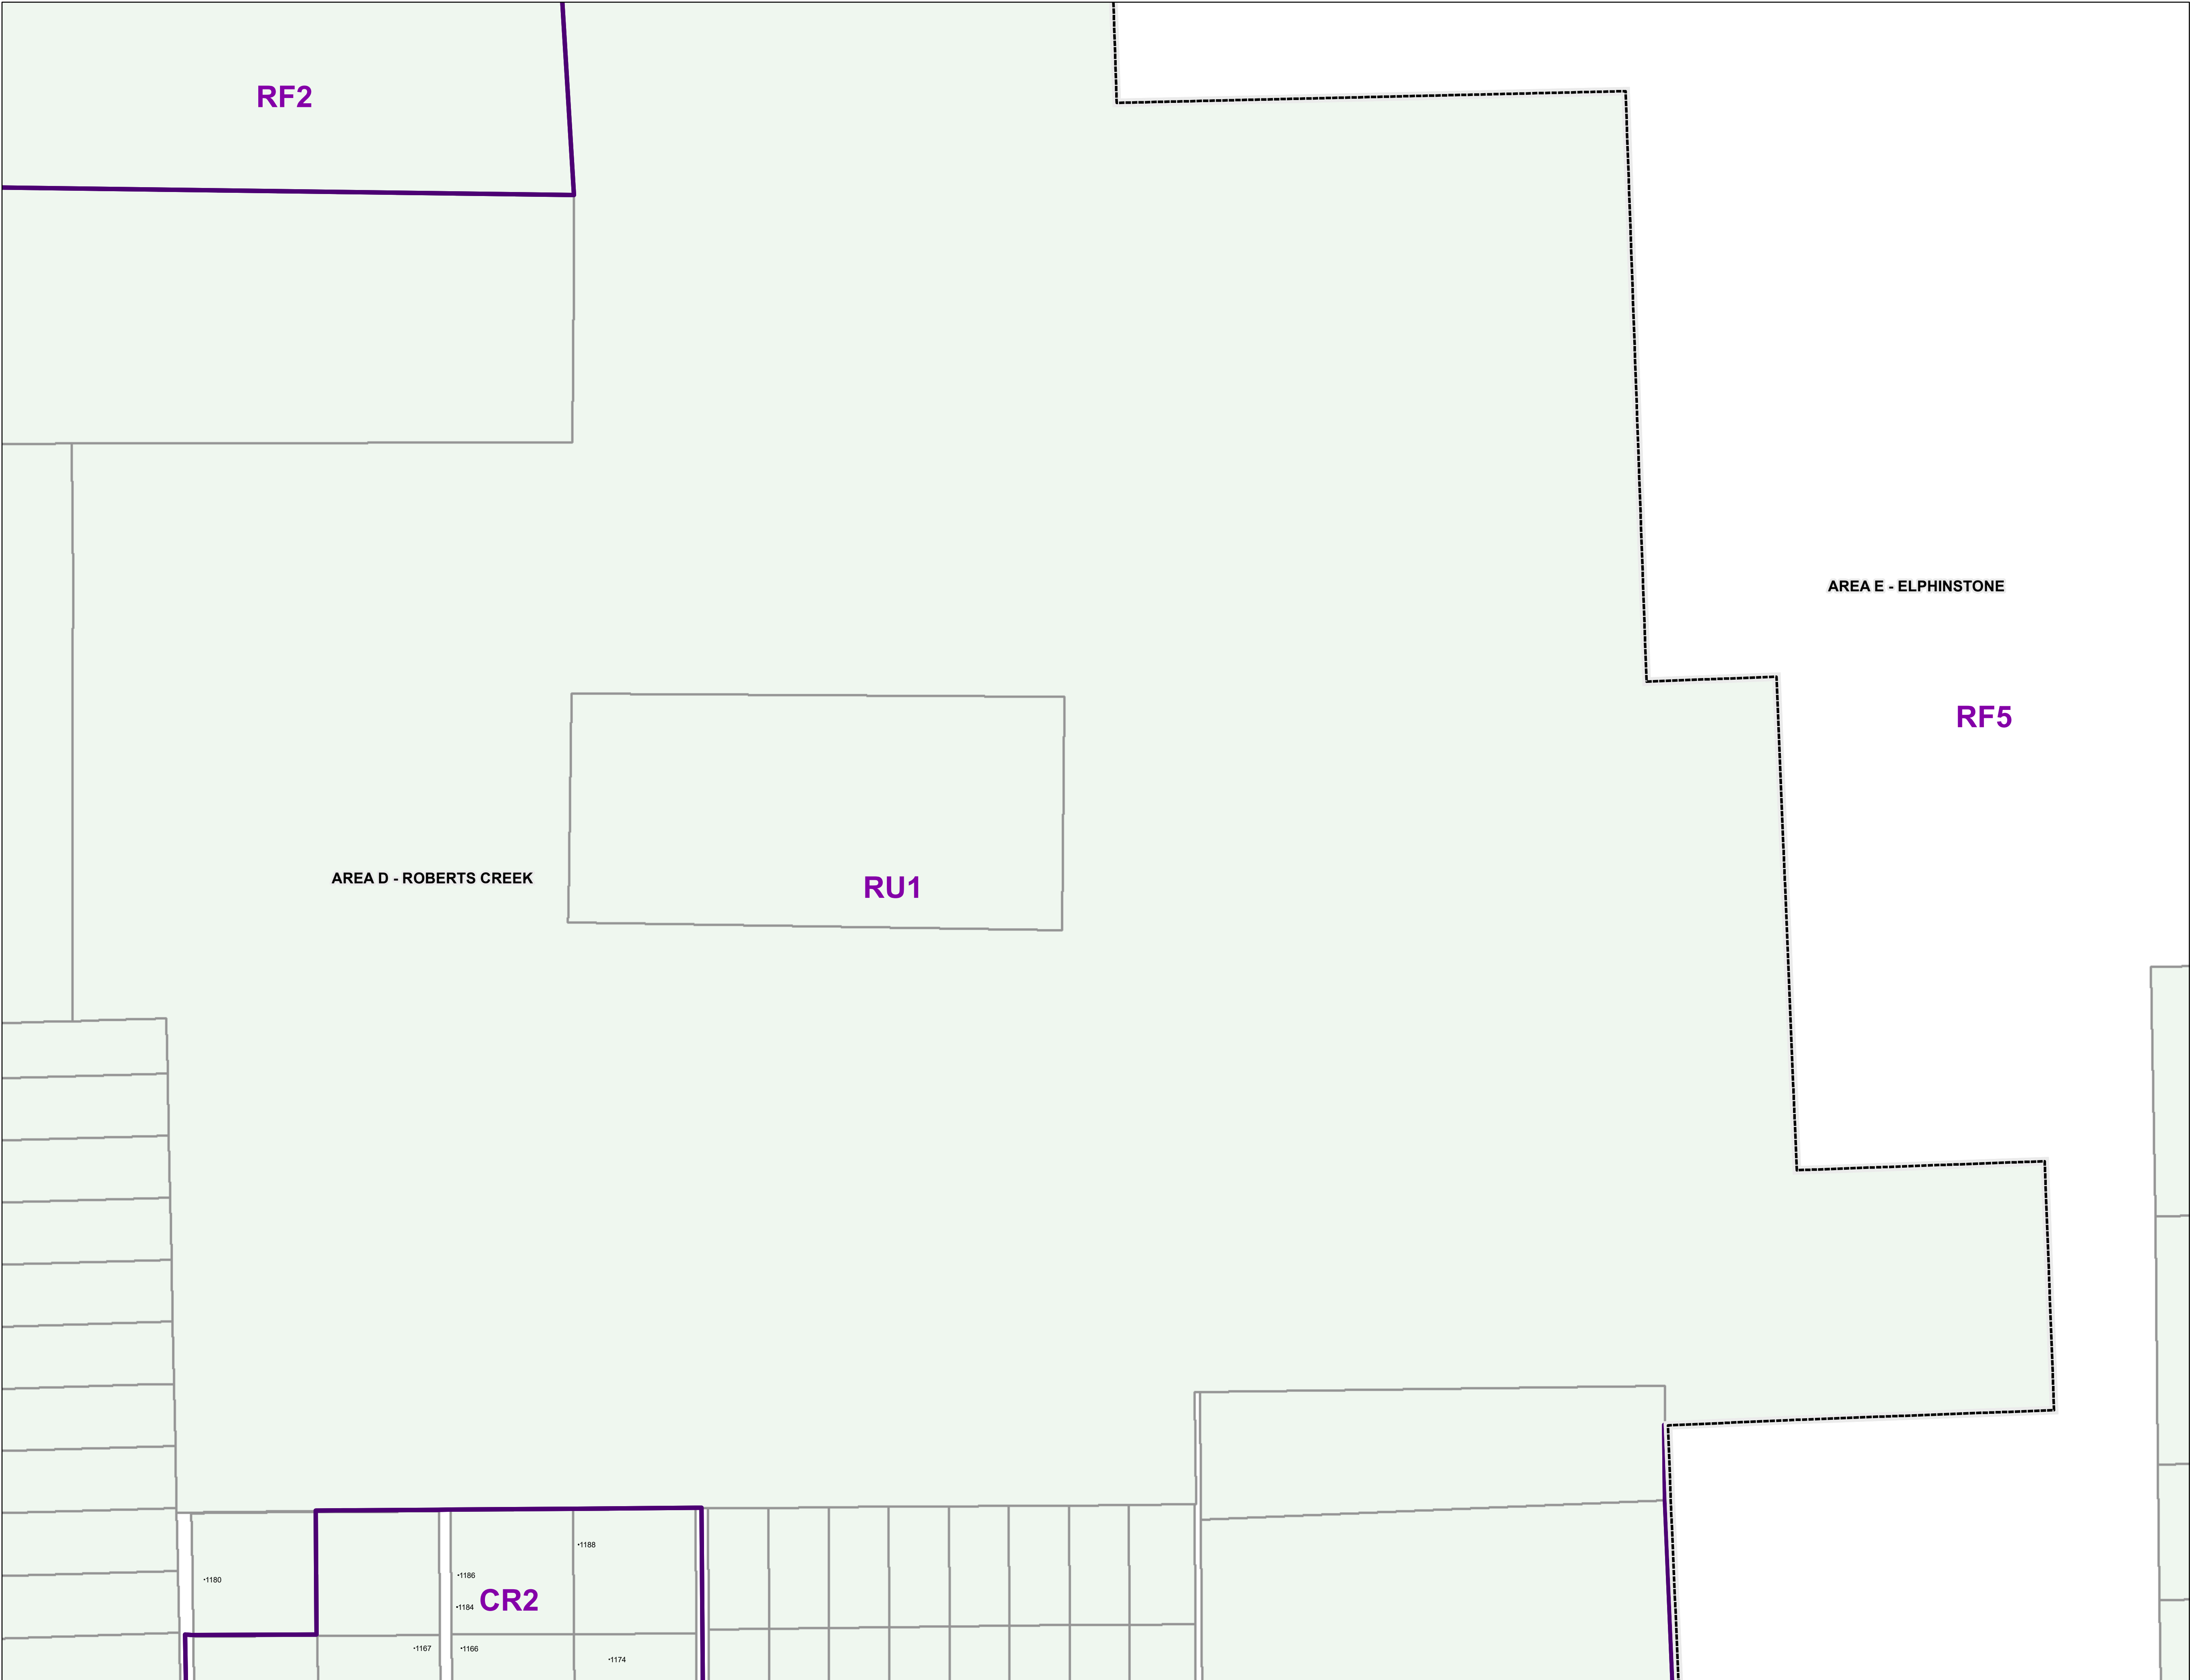 RF2
AREA E - ELPHINSTONE
RF5
AREA D - ROBERTS CREEK
RU1
1188
1186
1180
CR2
1184
1167
1166
1174